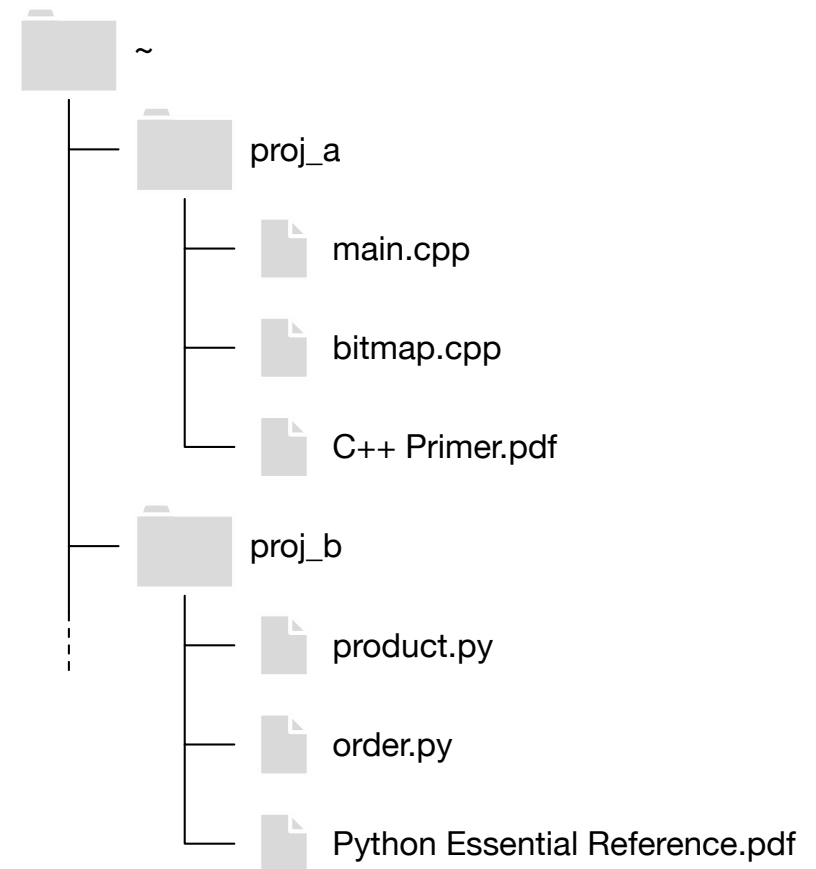 ~
proj_a
main.cpp
bitmap.cpp
C++ Primer.pdf
proj_b
product.py
order.py
Python Essential Reference.pdf